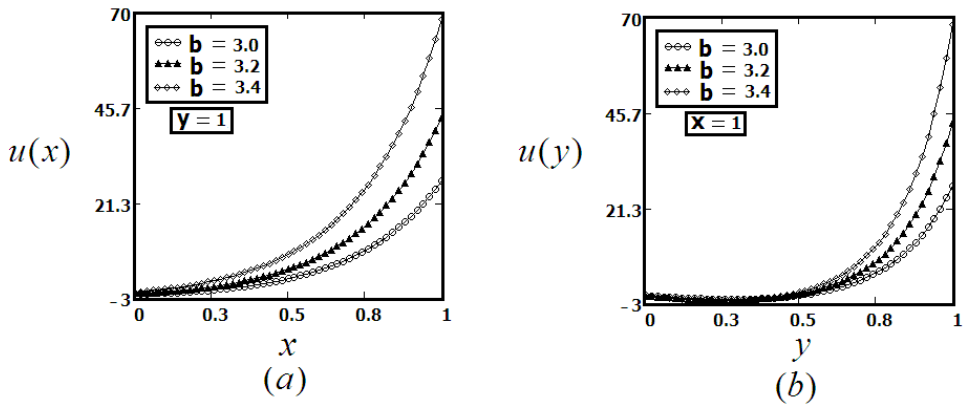 70
b = 3.0
b = 3.2
b = 3.4
y = 1
45.7
u(x)
21.3
-3
0 0.3 0.5 0.8 1
x
(a)
70
b = 3.0
b = 3.2
b = 3.4
x = 1
45.7
u(y)
21.3
-3
0 0.3 0.5 0.8 1
y
(b)